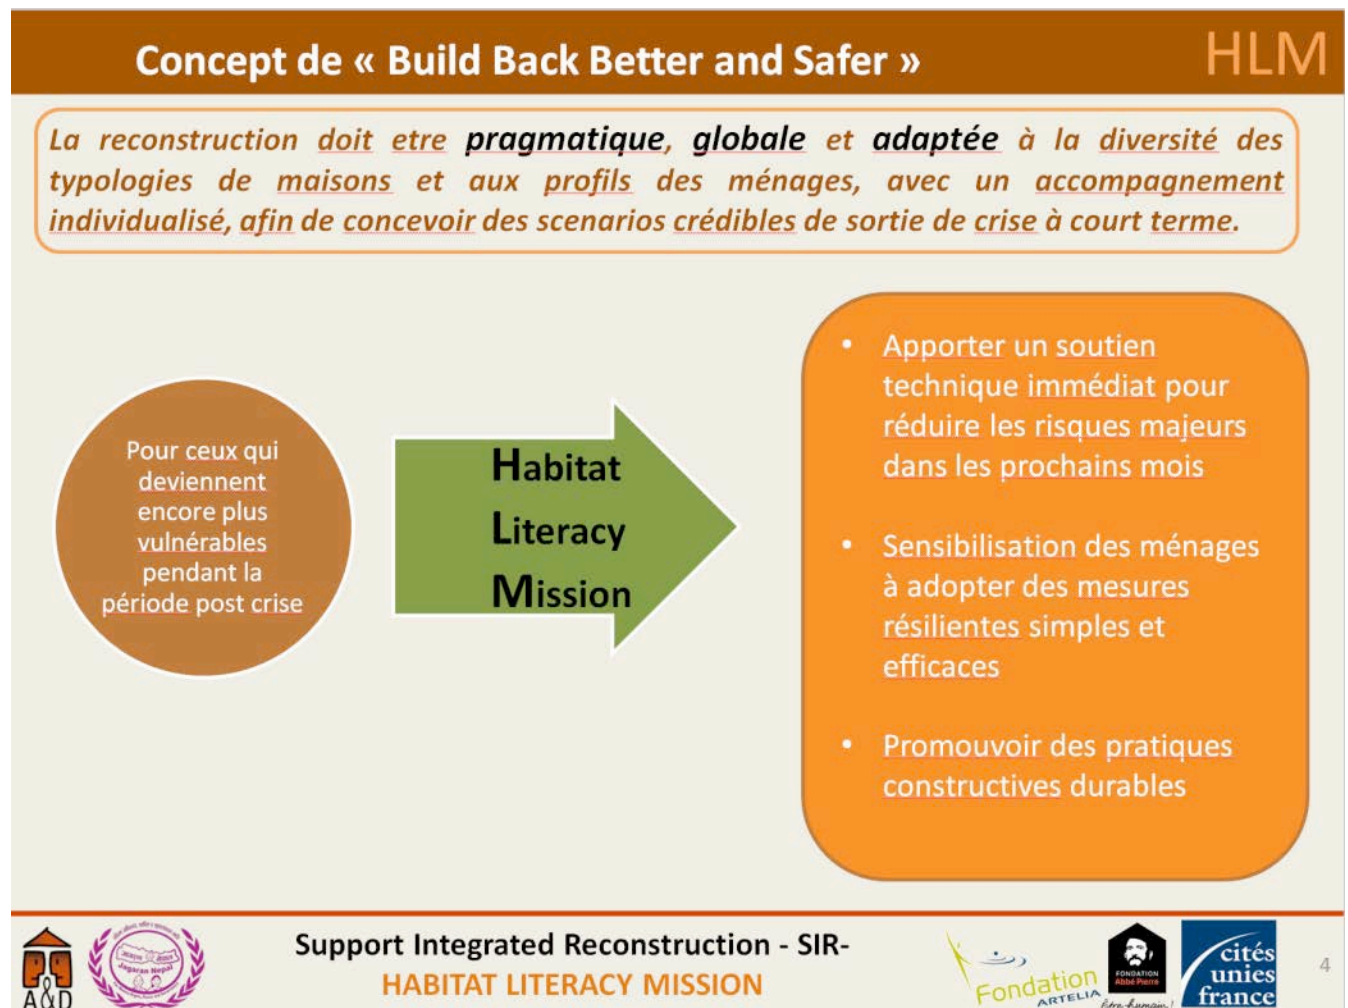 Concept de « Build Back Better and Safer »
HLM
La reconstruction doit etre pragmatique, globale et adaptée à la diversité des
typologies de maisons et aux profils des ménages, avec un accompagnement
individualisé, afin de concevoir des scenarios crédibles de sortie de crise à court terme.
Pour ceux qui
deviennent
encore plus
vulnérables
pendant la
période post crise
Habitat
Literacy
Mission
• Apporter un soutien
technique immédiat pour
réduire les risques majeurs
dans les prochains mois
• Sensibilisation des ménages
à adopter des mesures
résilientes simples et
efficaces
• Promouvoir des pratiques
constructives durables
A&D
Jagaran Nepal
Support Integrated Reconstruction - SIR-
HABITAT LITERACY MISSION
Fondation
ARTELIA
FONDATION
Abbé Pierre
être humain !
cités
unies
france
4